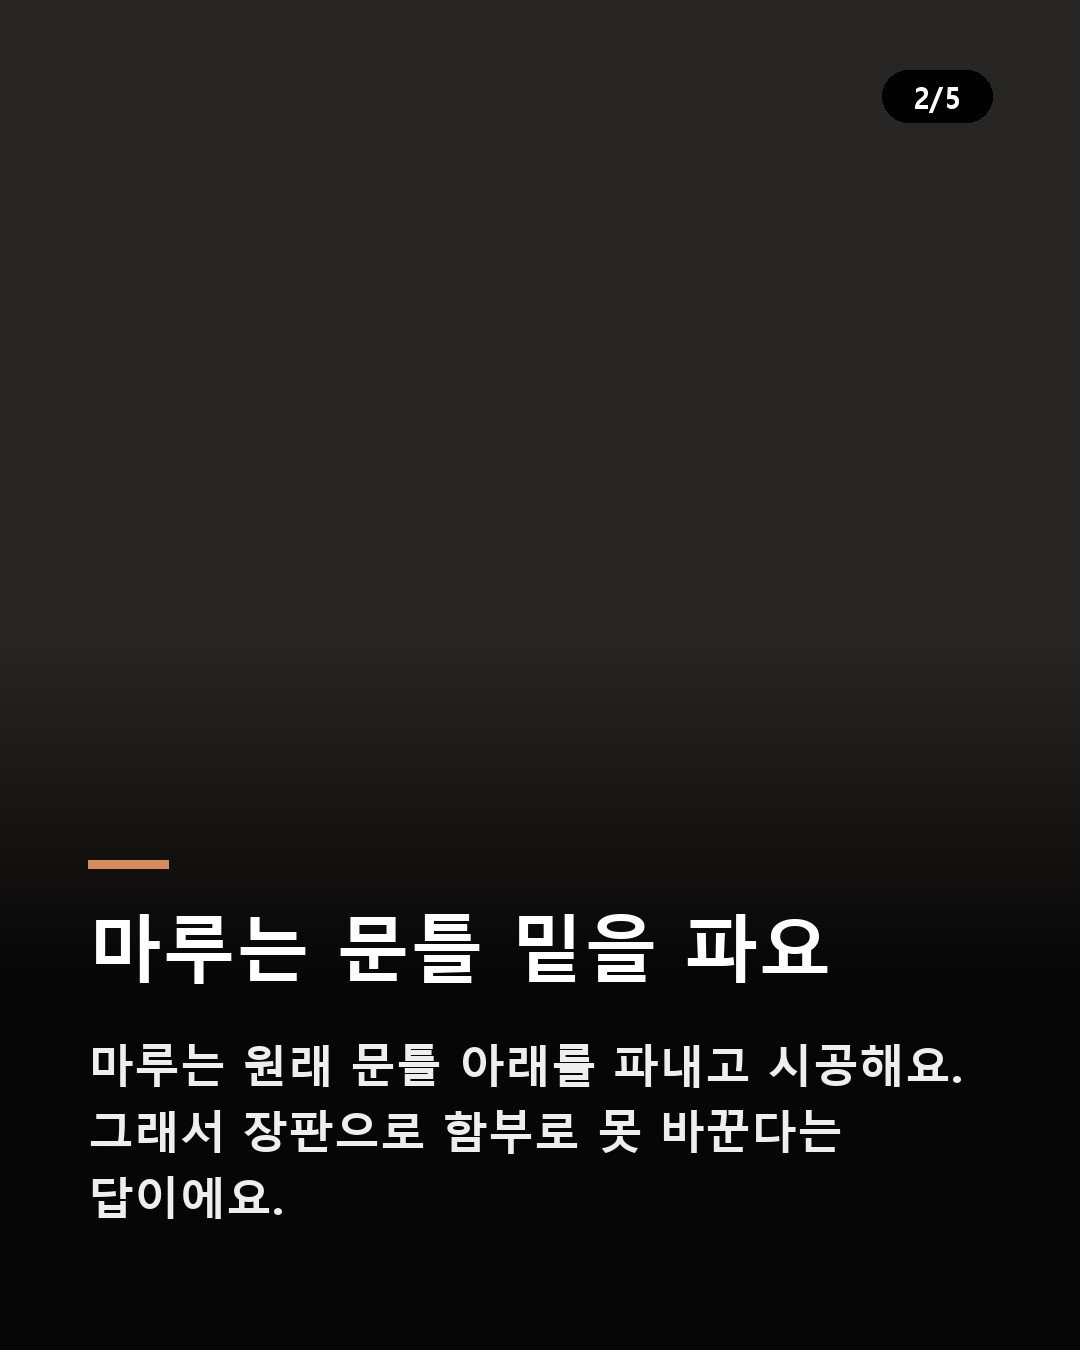 2/5
마루는 문틀 밑을 파요
마루는 원래 문틀 아래를 파내고 시공해요.
그래서 장판으로 함부로 못 바꾼다는
답이에요.